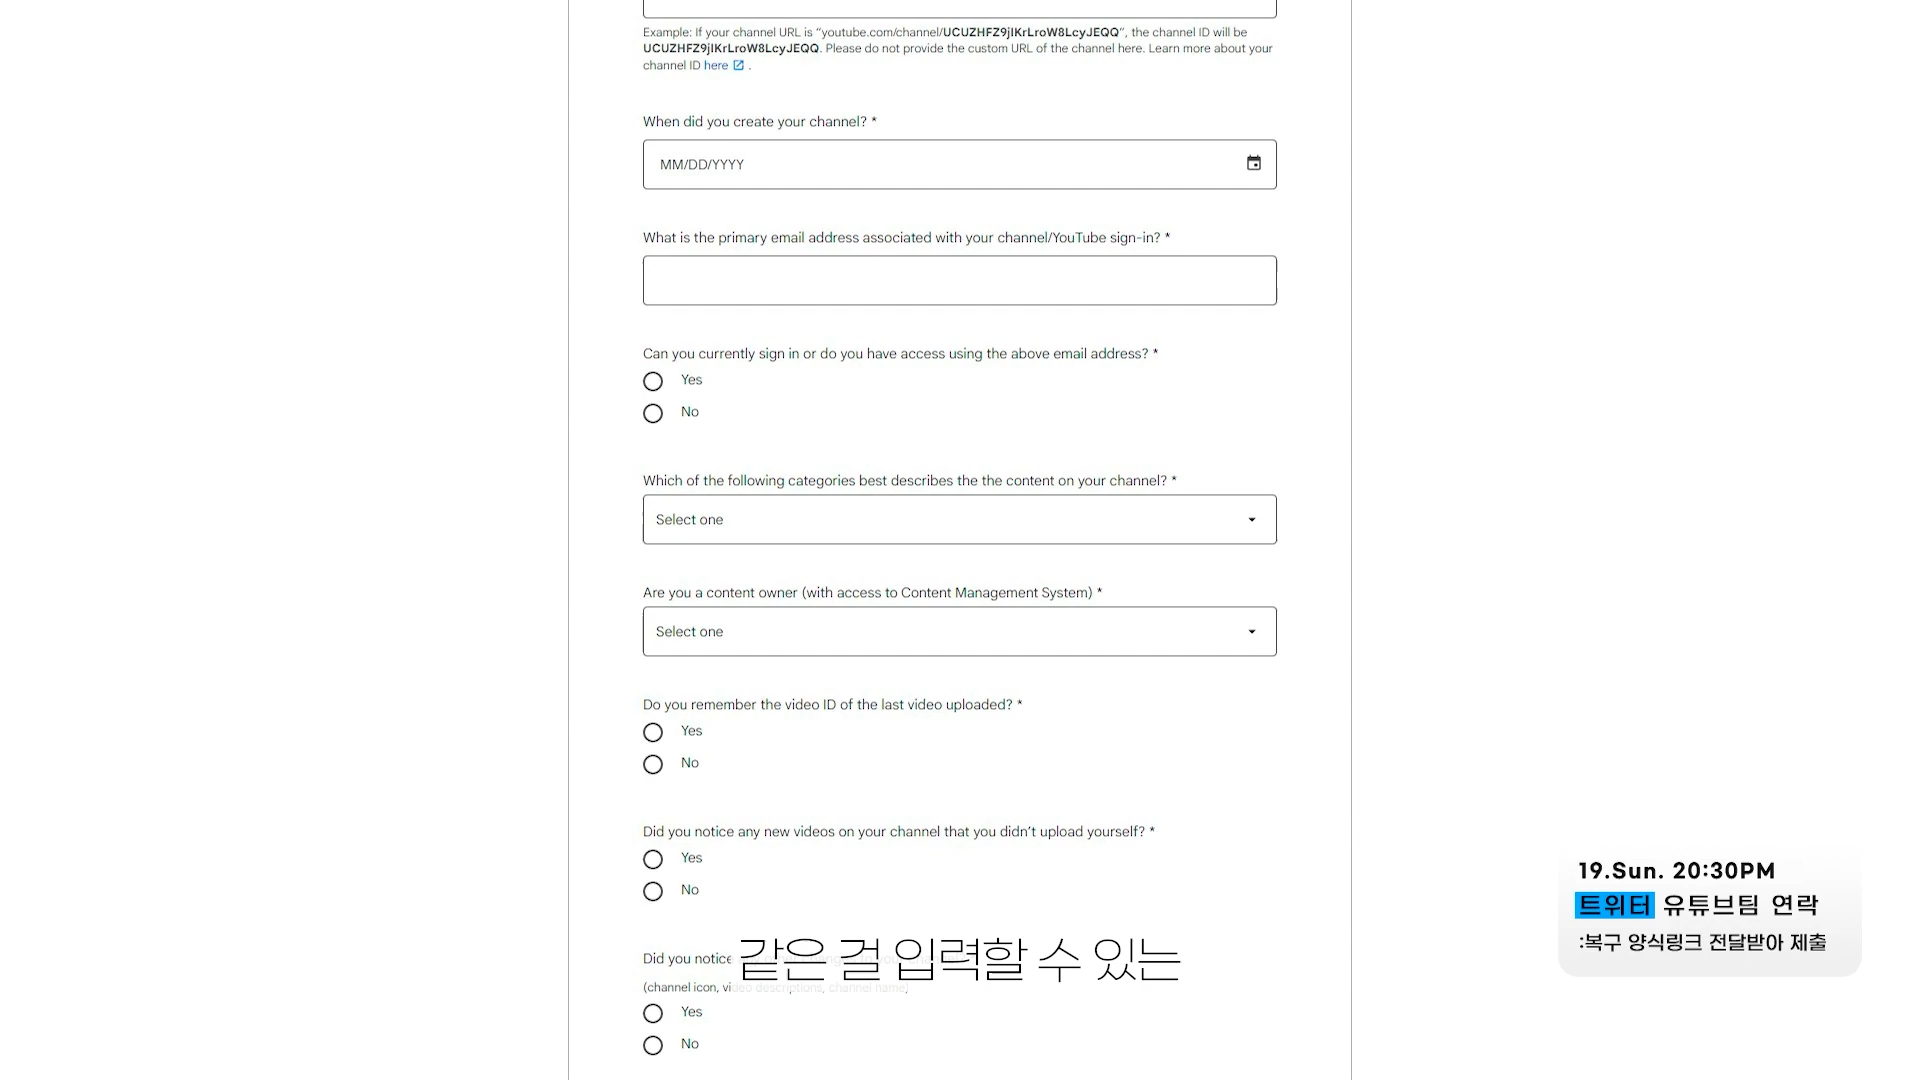 Example: If your channel URL is “youtube.com/channel/UCUZHFZ9jIKrLroW8LcyJEQQ”, the channel ID will be
UCUZHFZ9jIKrLroW8LcyJEQQ. Please do not provide the custom URL of the channel here. Learn more about your
channel ID here .
When did you create your channel? *
MM/DD/YYYY
What is the primary email address associated with your channel/YouTube sign-in? *
Can you currently sign in or do you have access using the above email address? *
Yes
No
Which of the following categories best describes the the content on your channel? *
Select one
Are you a content owner (with access to Content Management System) *
Select one
Do you remember the video ID of the last video uploaded? *
Yes
No
Did you notice any new videos on your channel that you didn’t upload yourself? *
Yes
No
Did you notice
(channel icon, video descriptions, channel name)
Yes
No
같은 걸 입력할 수 있는
19.Sun. 20:30PM
트위터 유튜브팀 연락
:복구 양식링크 전달받아 제출